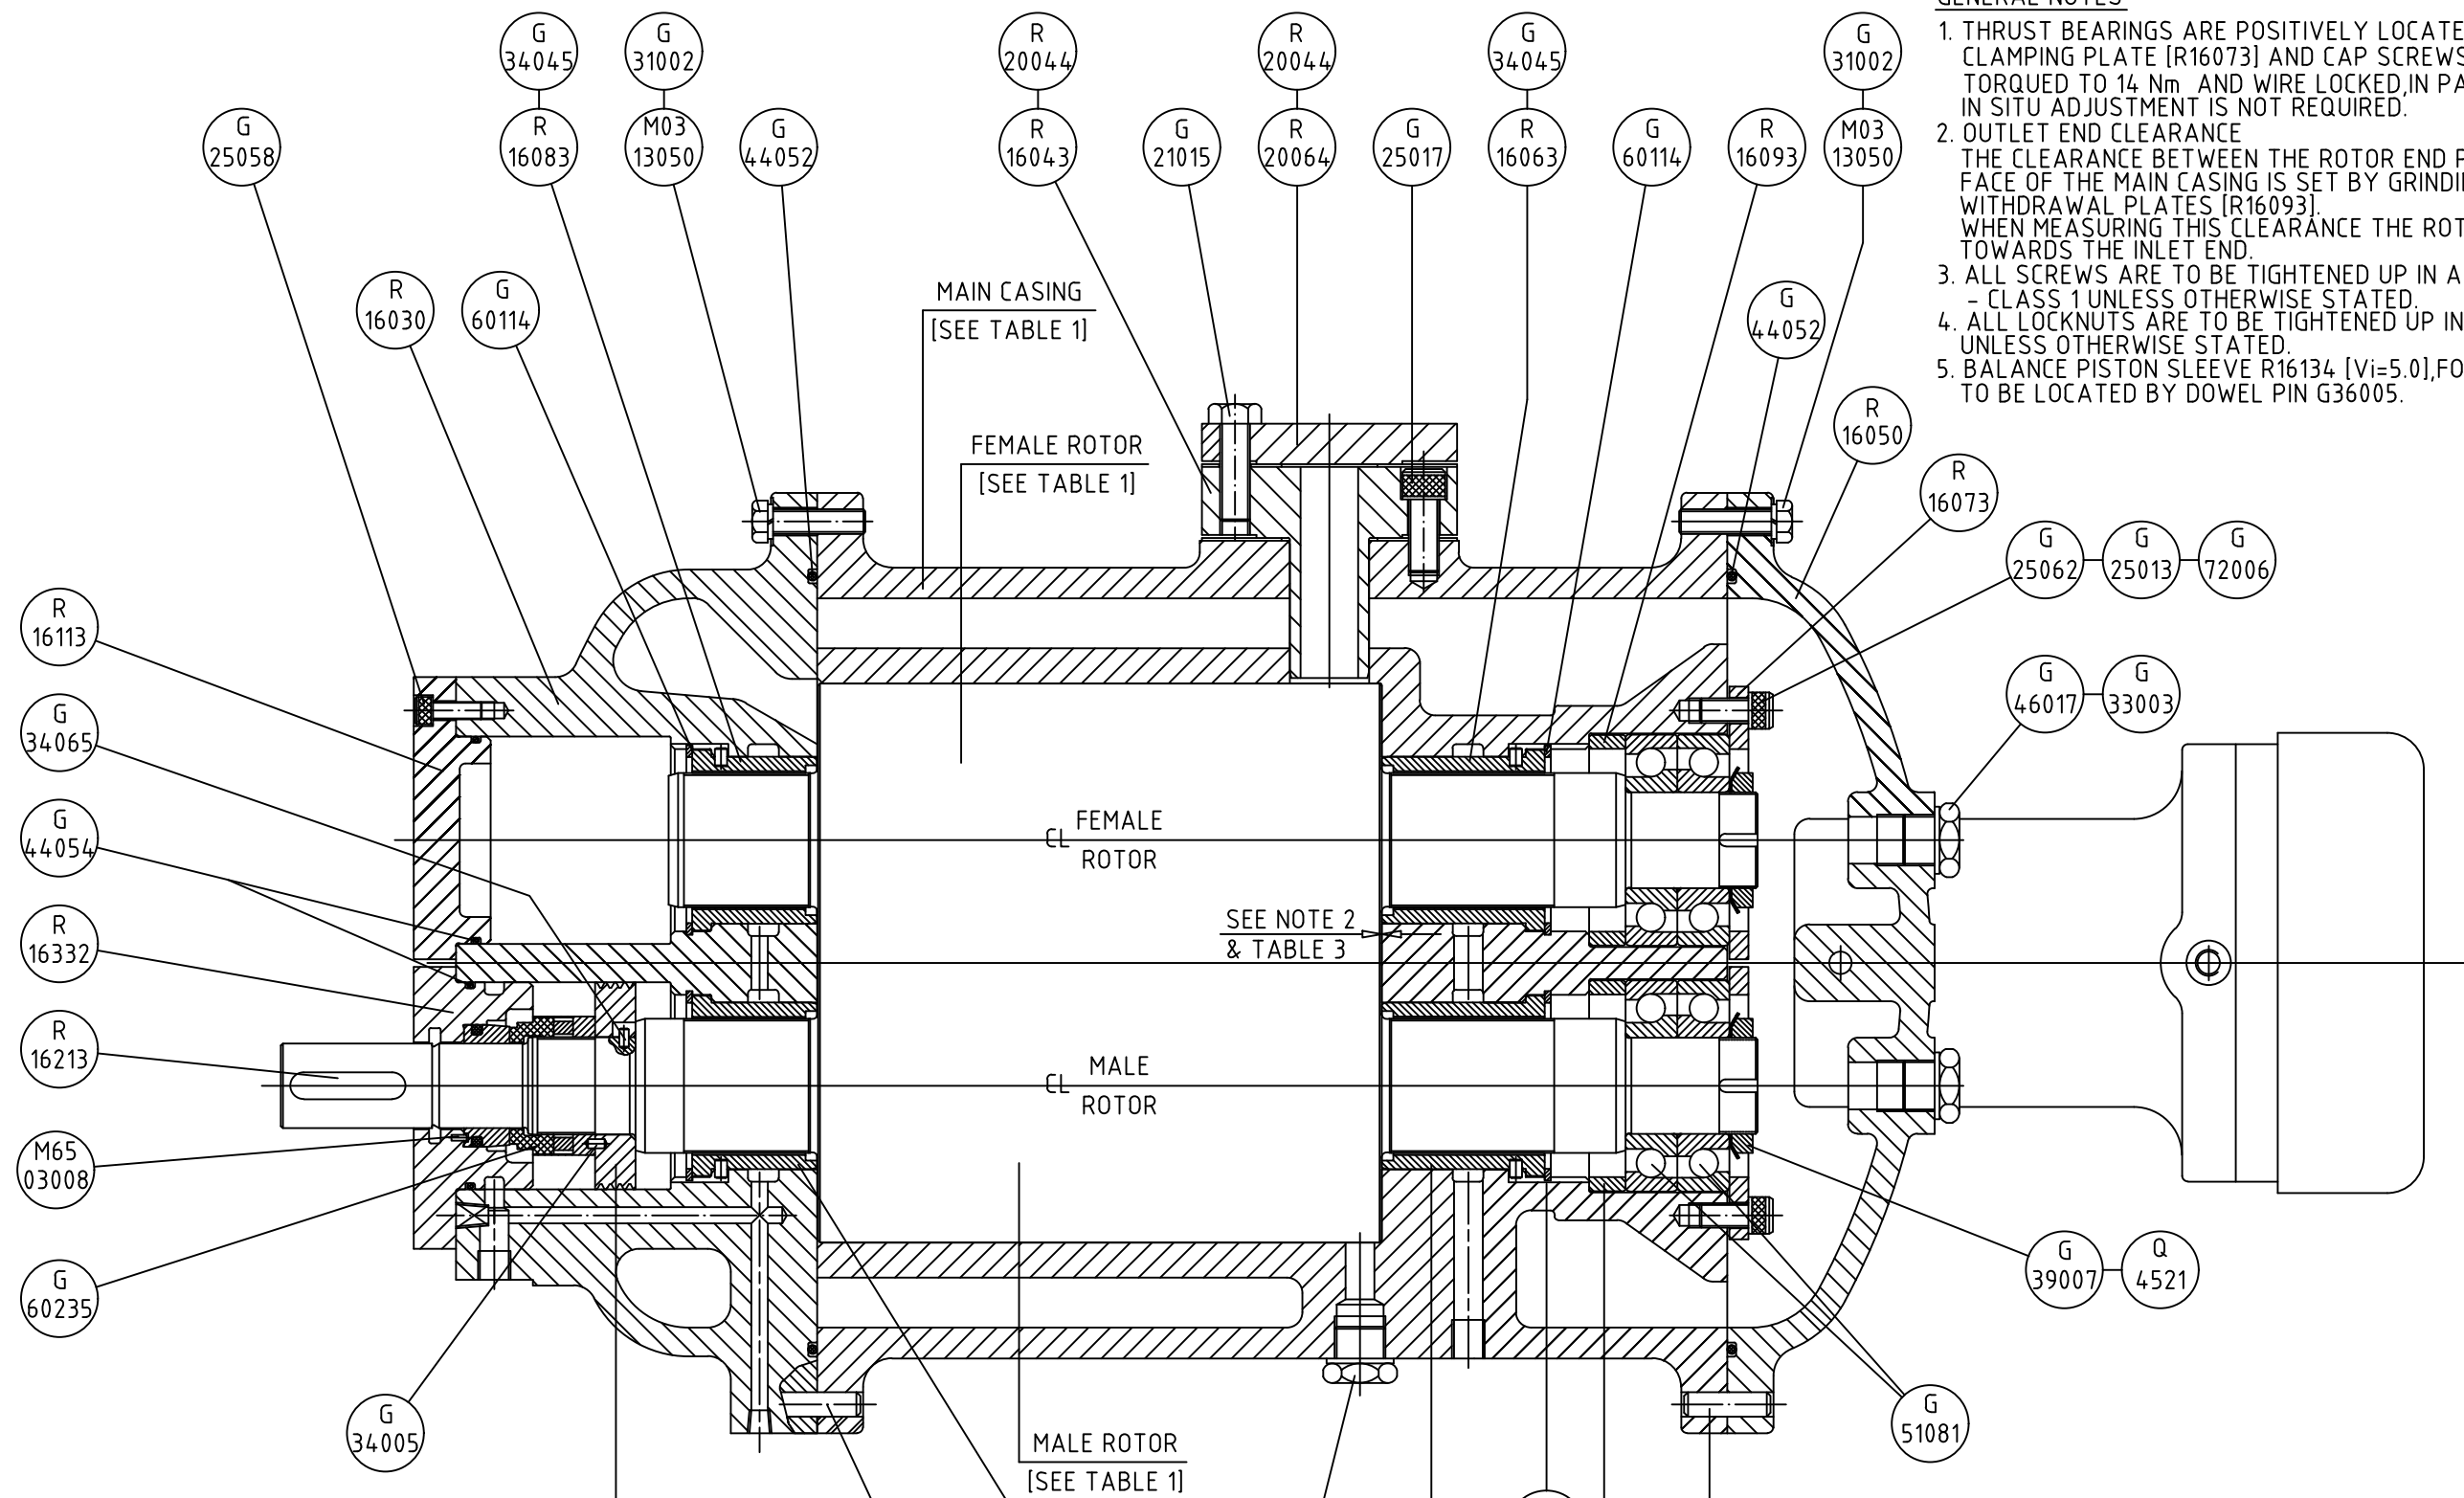 GENERAL NOTES
1. THRUST BEARINGS ARE POSITIVELY LOCATE
CLAMPING PLATE [R16073] AND CAP SCREWS
TORQUED TO 14 Nm AND WIRE LOCKED,IN PA
IN SITU ADJUSTMENT IS NOT REQUIRED.
2. OUTLET END CLEARANCE
THE CLEARANCE BETWEEN THE ROTOR END F
FACE OF THE MAIN CASING IS SET BY GRINDI
WITHDRAWAL PLATES [R16093].
WHEN MEASURING THIS CLEARANCE THE ROT
TOWARDS THE INLET END.
3. ALL SCREWS ARE TO BE TIGHTENED UP IN A
- CLASS 1 UNLESS OTHERWISE STATED.
4. ALL LOCKNUTS ARE TO BE TIGHTENED UP IN
UNLESS OTHERWISE STATED.
5. BALANCE PISTON SLEEVE R16134 [Vi=5.0],FO
TO BE LOCATED BY DOWEL PIN G36005.
G
34045
G
31002
R
20044
R
20044
G
34045
G
31002
G
25058
R
16083
M03
13050
G
44052
R
16043
G
21015
R
20064
G
25017
R
16063
G
60114
R
16093
M03
13050
R
16030
G
60114
MAIN CASING
[SEE TABLE 1]
G
44052
FEMALE ROTOR
[SEE TABLE 1]
R
16050
R
16073
G
25062
G
25013
G
72006
R
16113
G
46017
G
33003
G
34065
G
44054
CL
FEMALE
ROTOR
R
16332
SEE NOTE 2
& TABLE 3
R
16213
CL
MALE
ROTOR
M65
03008
G
60235
G
39007
Q
4521
G
34005
G
51081
MALE ROTOR
[SEE TABLE 1]